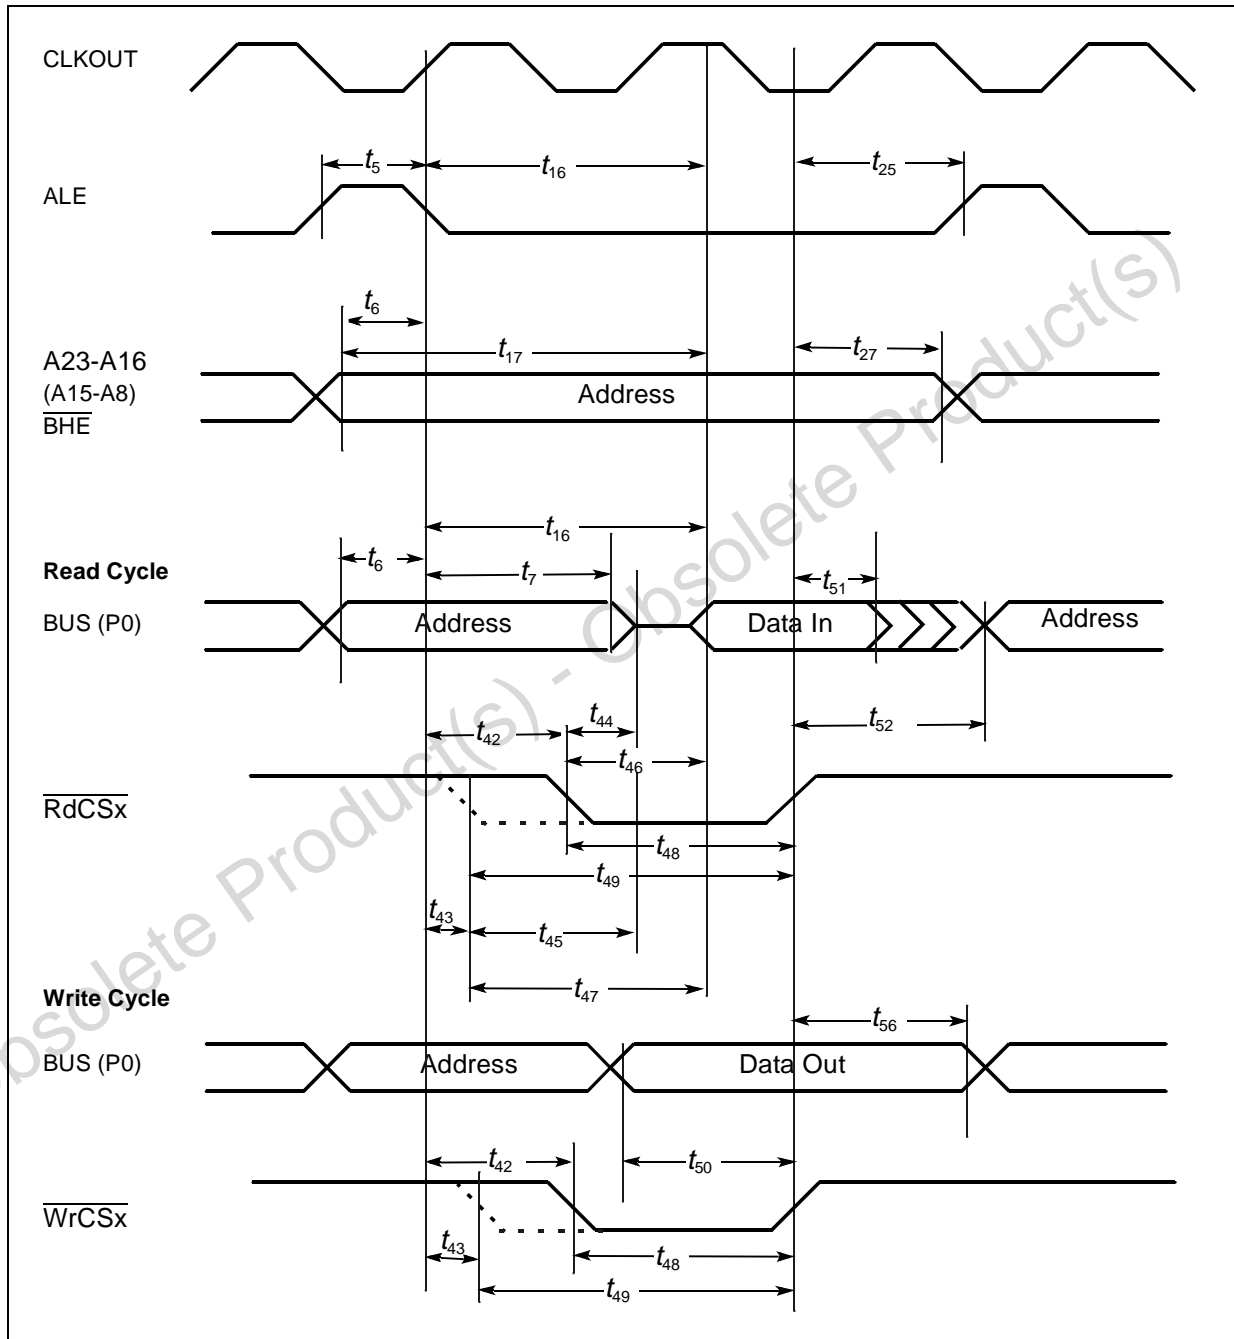 CLKOUT
t5 t16 t25
ALE
t6
t17 t27
A23-A16
(A15-A8)
BHE
Address
t16
t6 t7 t51
Read Cycle
BUS (P0)
Address Data In Address
t44
t42 t52
t46
RdCSx
t48
t49
t43
t45
t47
Write Cycle
t56
BUS (P0)
Address Data Out
t42 t50
WrCSx
t43
t48
t49
Obsolete Product(s) - Obsolete Product(s)